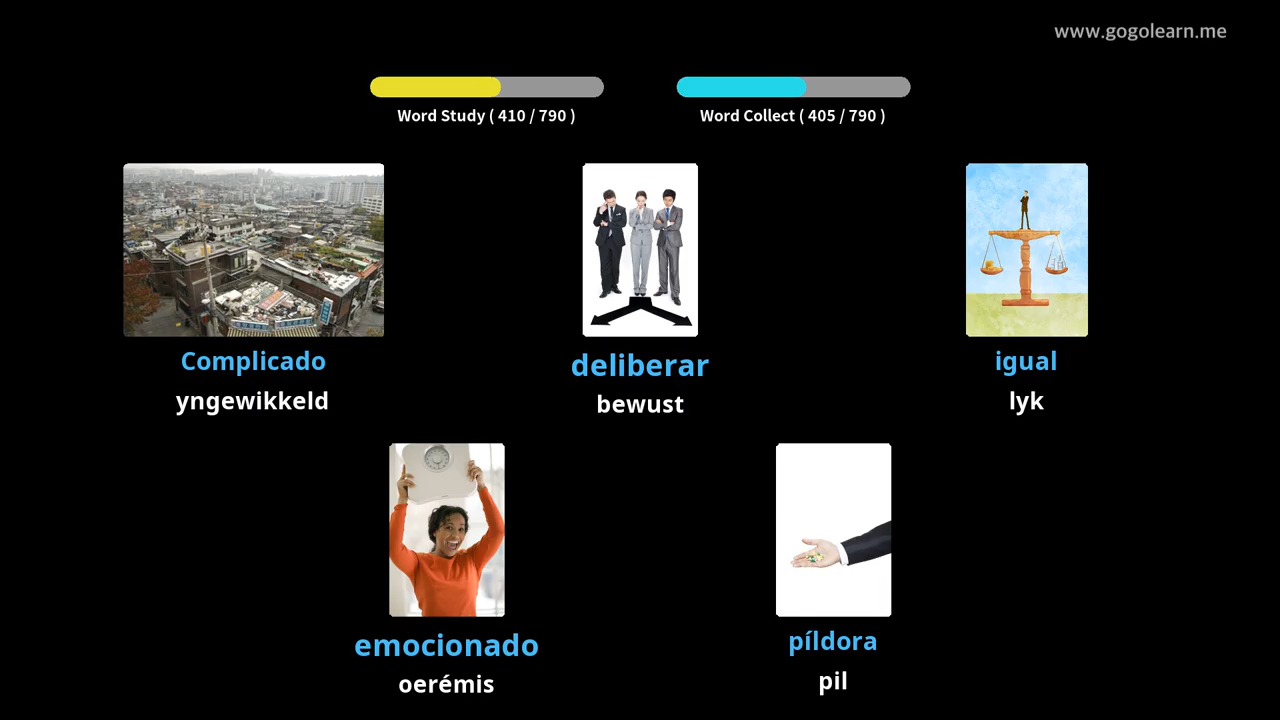 www.gogolearn.me
Word Study ( 410 / 790 )
Word Collect ( 405 / 790 )
Complicado
yngewikkeld
deliberar
bewust
igual
lyk
emocionado
oerémis
píldora
pil